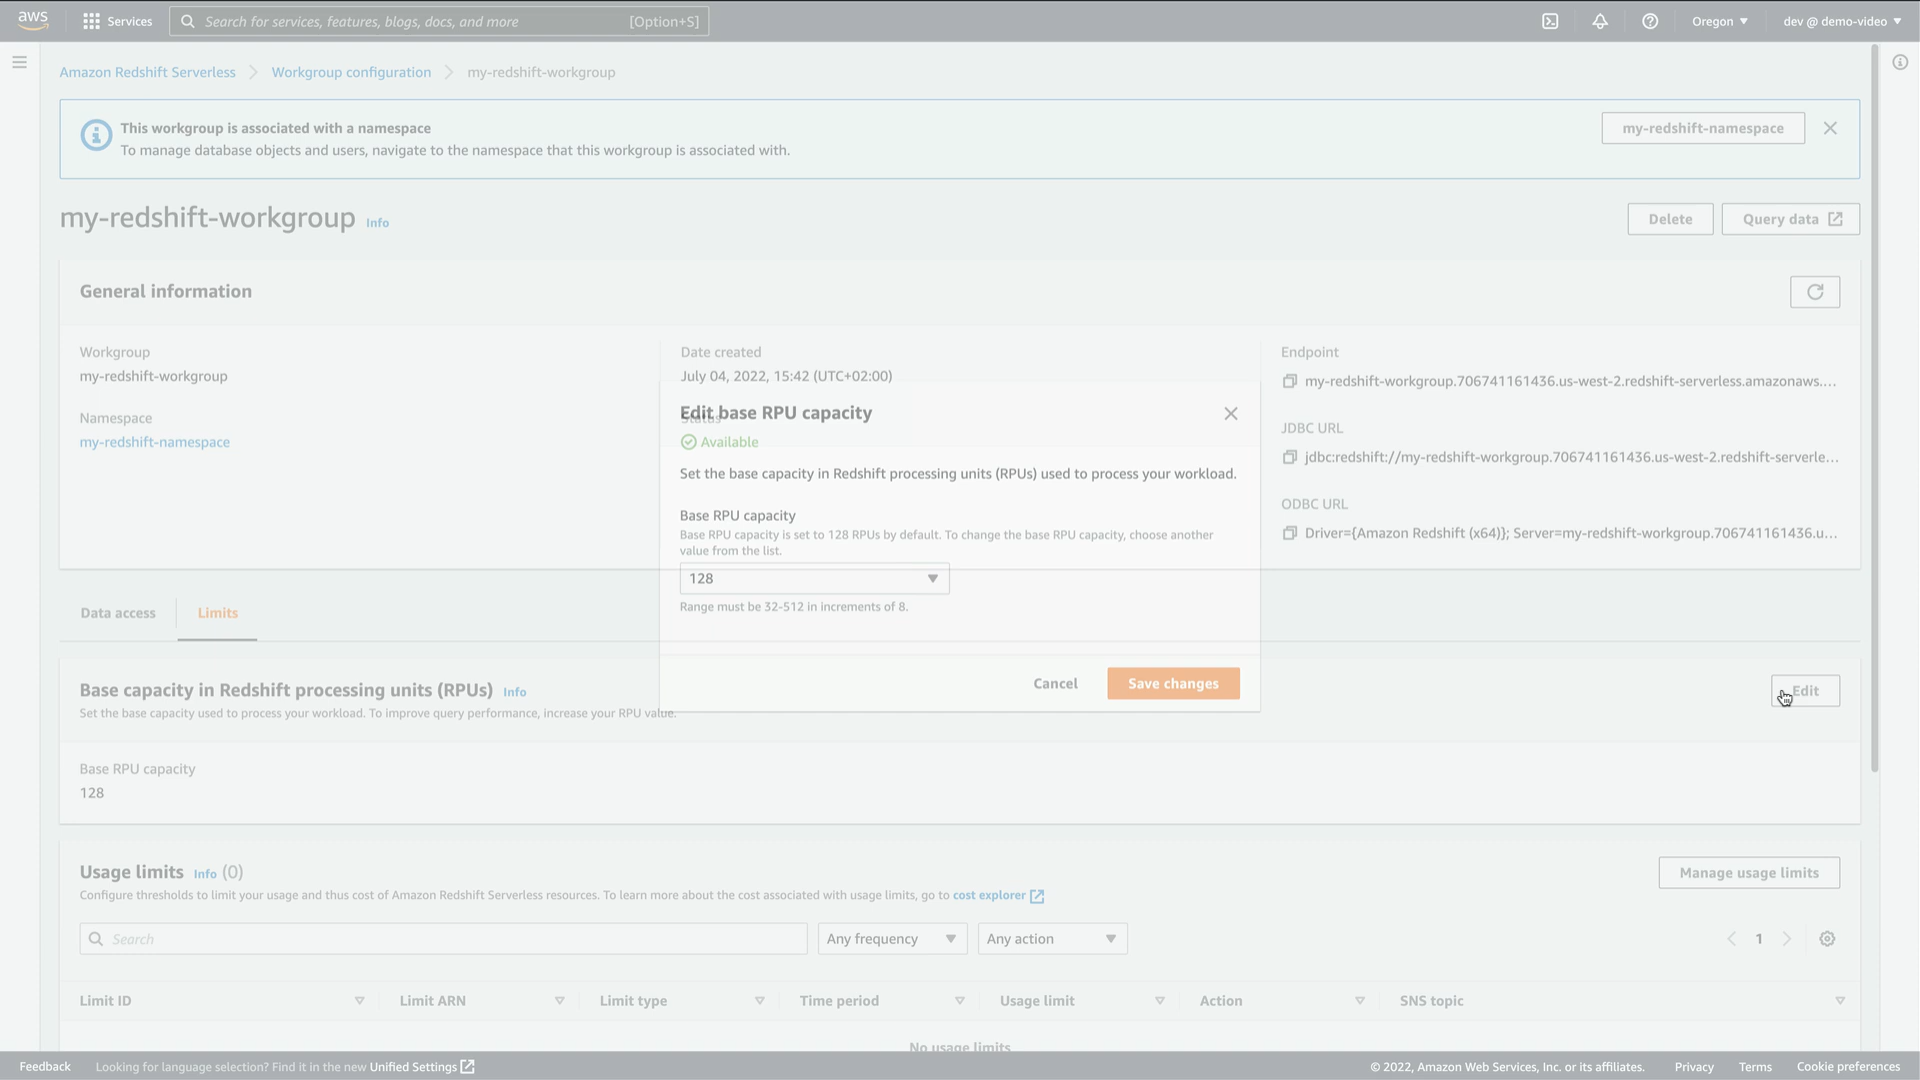 aws
Services
Search for services, features, blogs, docs, and more
[Option+S]
Oregon
dev @ demo-video
Amazon Redshift Serverless
Workgroup configuration
my-redshift-workgroup
This workgroup is associated with a namespace
To manage database objects and users, navigate to the namespace that this workgroup is associated with.
my-redshift-namespace
my-redshift-workgroup
Info
Delete
Query data
General information
Workgroup
my-redshift-workgroup
Namespace
my-redshift-namespace
Date created
July 04, 2022, 15:42 (UTC+02:00)
Status
Available
Endpoint
my-redshift-workgroup.706741161436.us-west-2.redshift-serverless.amazonaws....
JDBC URL
jdbc:redshift://my-redshift-workgroup.706741161436.us-west-2.redshift-serverle...
ODBC URL
Driver={Amazon Redshift (x64)}; Server=my-redshift-workgroup.706741161436.u...
Edit base RPU capacity
Set the base capacity in Redshift processing units (RPUs) used to process your workload.
Base RPU capacity
Base RPU capacity is set to 128 RPUs by default. To change the base RPU capacity, choose another
value from the list.
128
Range must be 32-512 in increments of 8.
Cancel
Save changes
Data access
Limits
Base capacity in Redshift processing units (RPUs)
Info
Set the base capacity used to process your workload. To improve query performance, increase your RPU value.
Edit
Base RPU capacity
128
Usage limits
Info
(0)
Configure thresholds to limit your usage and thus cost of Amazon Redshift Serverless resources. To learn more about the cost associated with usage limits, go to cost explorer
Manage usage limits
Search
Any frequency
Any action
1
Limit ID
Limit ARN
Limit type
Time period
Usage limit
Action
SNS topic
No usage limits
Feedback
Looking for language selection? Find it in the new Unified Settings
© 2022, Amazon Web Services, Inc. or its affiliates.
Privacy
Terms
Cookie preferences